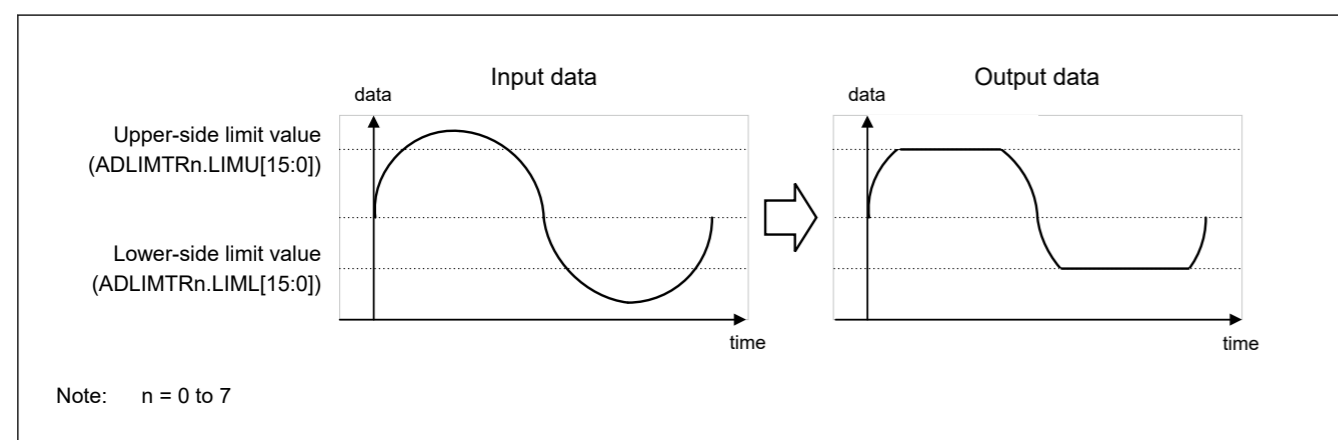 Input data
Output data
data
data
Upper-side limit value
(ADLIMTRn.LIMU[15:0])
Lower-side limit value
(ADLIMTRn.LIML[15:0])
time
time
Note: n = 0 to 7